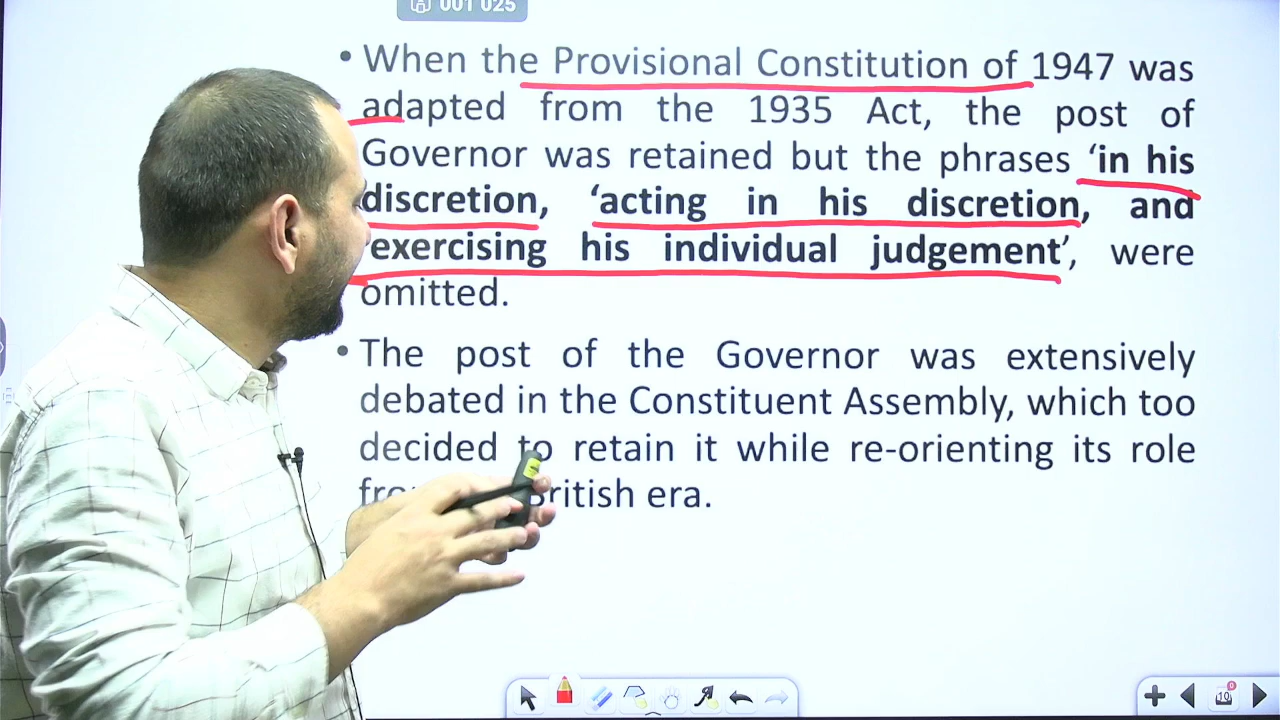 001 025
• When the Provisional Constitution of 1947 was
adapted from the 1935 Act, the post of
Governor was retained but the phrases ‘in his
discretion, ‘acting in his discretion, and
exercising his individual judgement’, were
omitted.
• The post of the Governor was extensively
debated in the Constituent Assembly, which too
decided to retain it while re-orienting its role
British era.
10